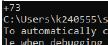 +73
C:\Users\k240555\s
To automatically c
le when debugging